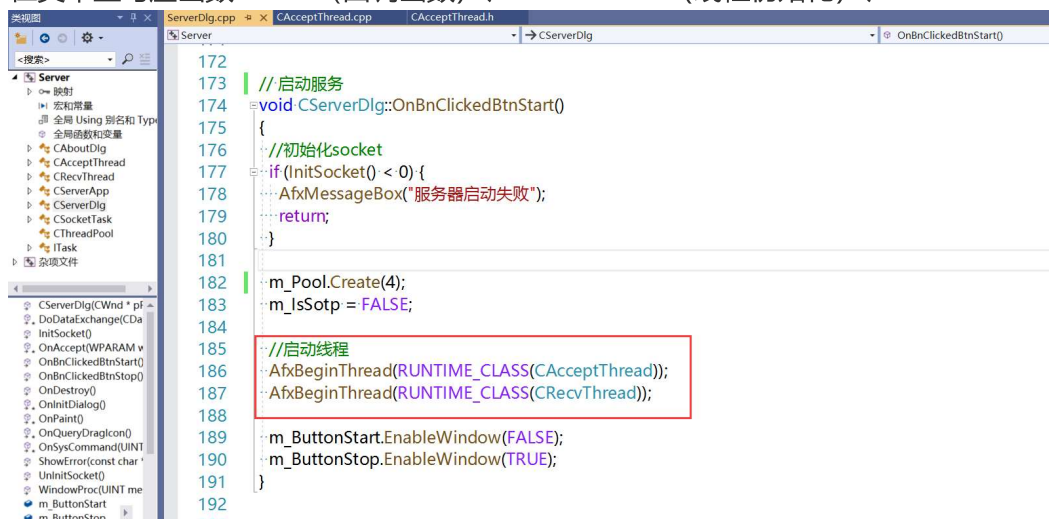 类视图
<搜索>
Server
映射
宏和常量
全局 Using 别名和 Type
全局函数和变量
CAboutDlg
CAcceptThread
CRecvThread
CServerApp
CServerDlg
CSocketTask
CThreadPool
ITask
杂项文件
CServerDlg(CWnd * pF
DoDataExchange(CDa
InitSocket()
OnAccept(WPARAM w
OnBnClickedBtnStart()
OnBnClickedBtnStop()
OnDestroy()
OnInitDialog()
OnPaint()
OnQueryDragIcon()
OnSysCommand(UINT
ShowError(const char *
UnInitSocket()
WindowProc(UINT me
m_ButtonStart
m_ButtonStop
ServerDlg.cpp CAcceptThread.cpp CAcceptThread.h
Server CServerDlg OnBnClickedBtnStart()
172
173 // 启动服务
174 void CServerDlg::OnBnClickedBtnStart()
175 {
176 //初始化socket
177 if (InitSocket() < 0) {
178 AfxMessageBox("服务器启动失败");
179 return;
180 }
181
182 m_Pool.Create(4);
183 m_IsSotp = FALSE;
184
185 //启动线程
186 AfxBeginThread(RUNTIME_CLASS(CAcceptThread));
187 AfxBeginThread(RUNTIME_CLASS(CRecvThread));
188
189 m_ButtonStart.EnableWindow(FALSE);
190 m_ButtonStop.EnableWindow(TRUE);
191 }
192